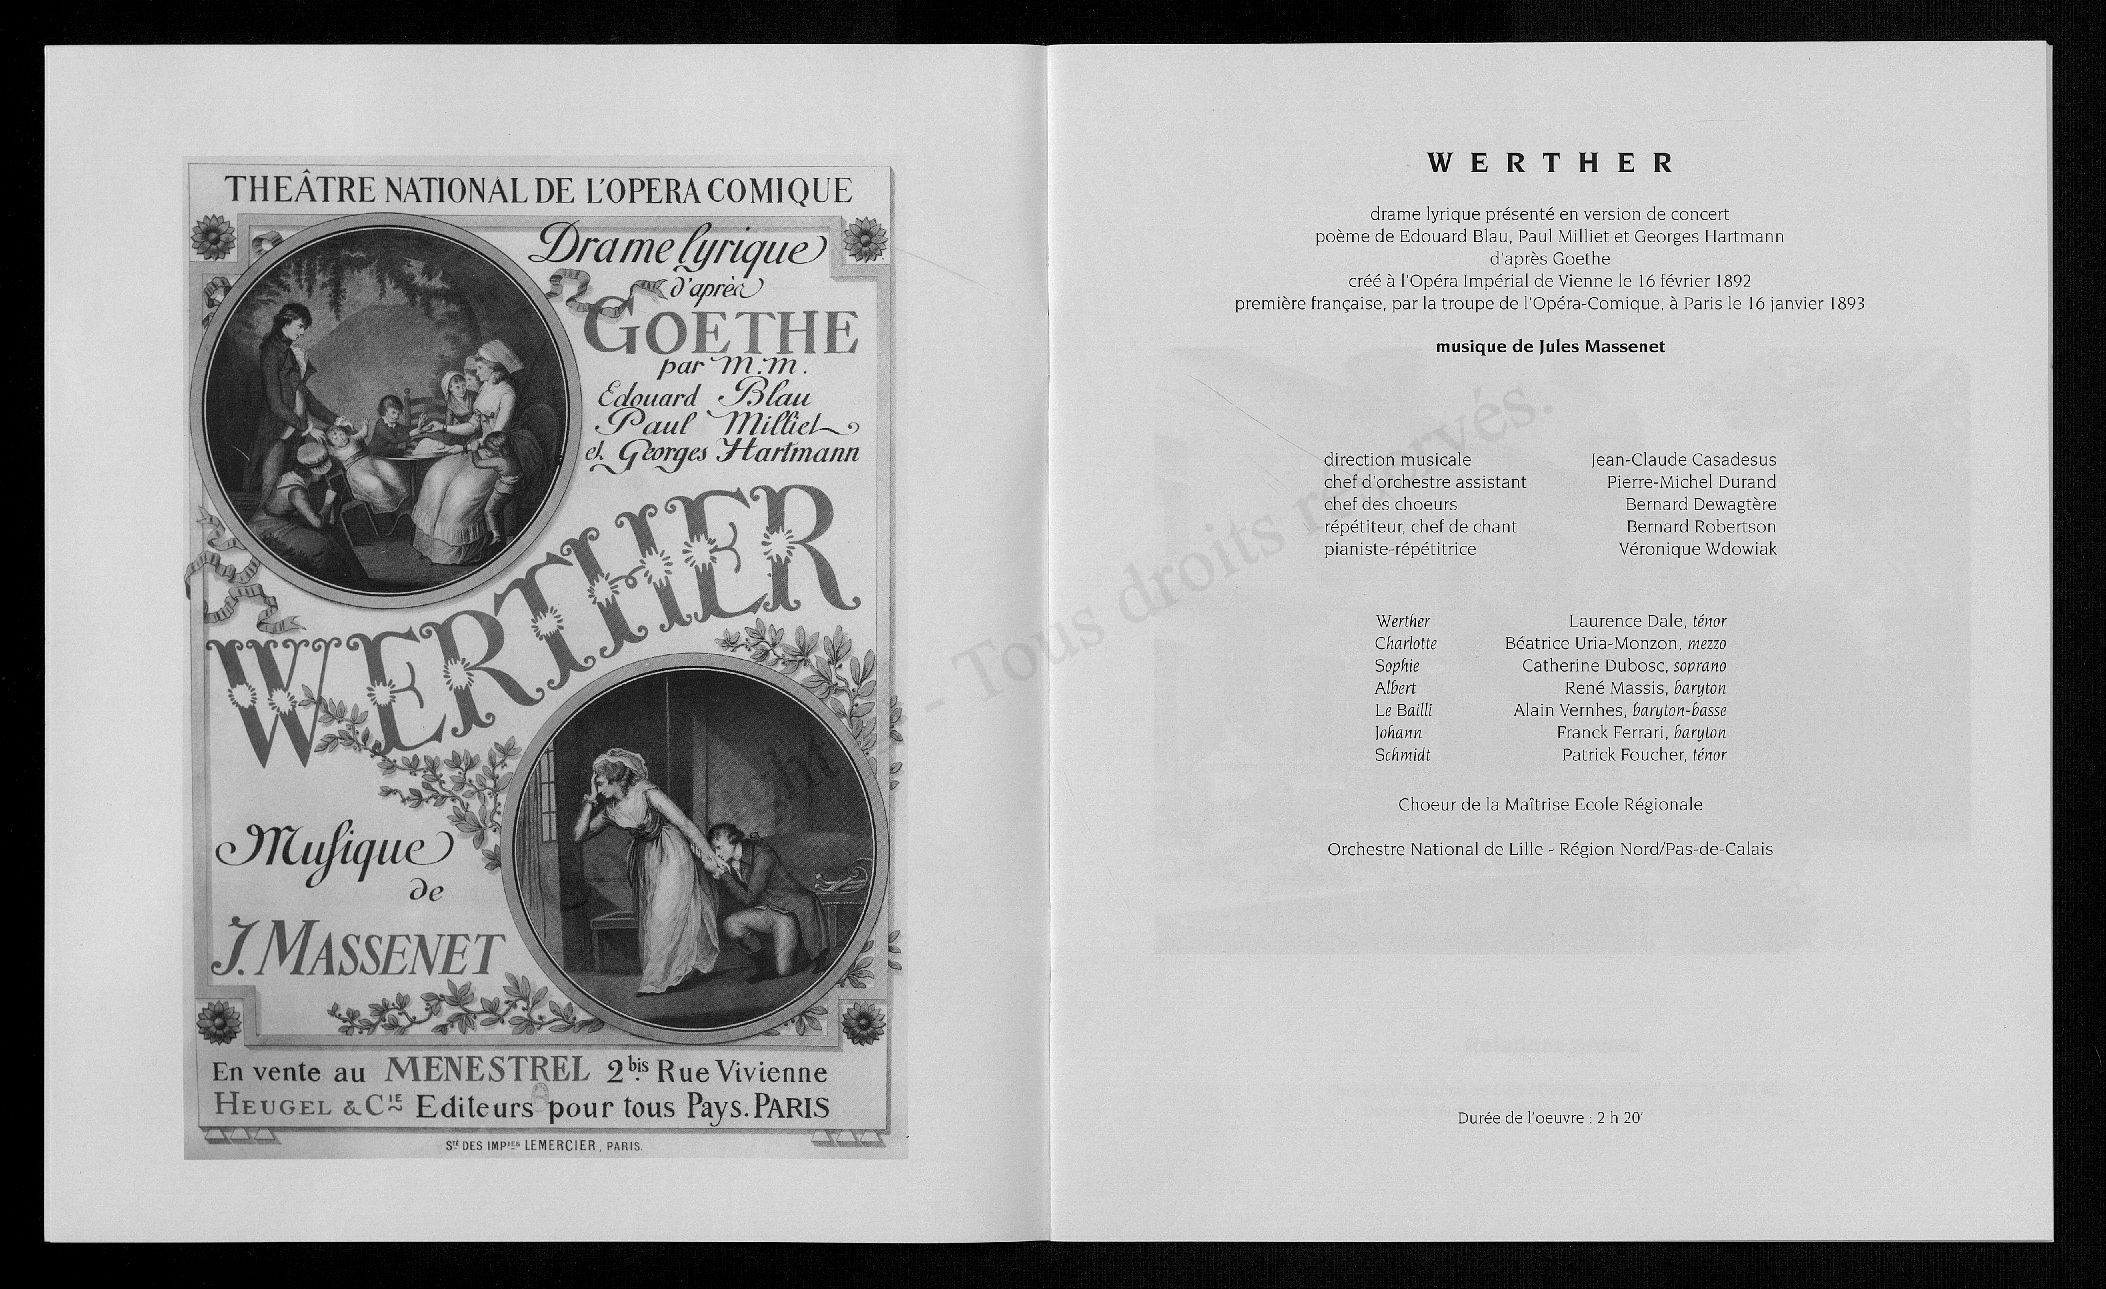 THEÂTRE NATIONAL DE L'OPERA COMIQUE
Drame lyrique
d'après
GOETHE
par M.M.
Edouard Blau
Paul Milliet
et Georges Hartmann
WERTHER
Musique
de
J. MASSENET
En vente au MENESTREL 2bis Rue Vivienne
HEUGEL & CIE Editeurs pour tous Pays. PARIS
STÉ DES IMPIES LEMERCIER, PARIS.
WERTHER
drame lyrique présenté en version de concert
poème de Edouard Blau, Paul Milliet et Georges Hartmann
d'après Goethe
créé à l'Opéra Impérial de Vienne le 16 février 1892
première française, par la troupe de l'Opéra-Comique, à Paris le 16 janvier 1893
musique de Jules Massenet
direction musicale Jean-Claude Casadesus
chef d'orchestre assistant Pierre-Michel Durand
chef des choeurs Bernard Dewagtère
répétiteur, chef de chant Bernard Robertson
pianiste-répétitrice Véronique Wdowiak
Werther Laurence Dale, ténor
Charlotte Béatrice Uria-Monzon, mezzo
Sophie Catherine Dubosc, soprano
Albert René Massis, baryton
Le Bailli Alain Vernhes, baryton-basse
Johann Franck Ferrari, baryton
Schmidt Patrick Foucher, ténor
Choeur de la Maîtrise Ecole Régionale
Orchestre National de Lille - Région Nord/Pas-de-Calais
Durée de l'oeuvre : 2 h 20'
- Tous droits réservés.